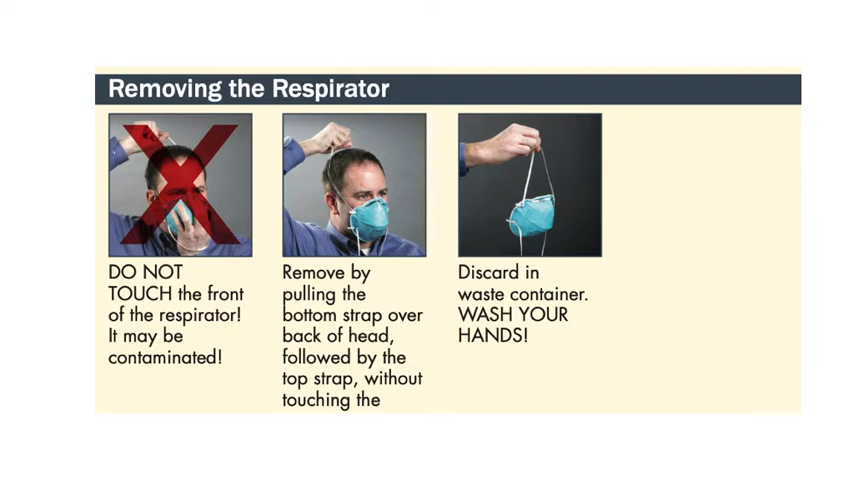 Removing the Respirator
DO NOT
TOUCH the front
of the respirator!
It may be
contaminated!
Remove by
pulling the
bottom strap over
back of head,
followed by the
top strap, without
touching the
Discard in
waste container.
WASH YOUR
HANDS!